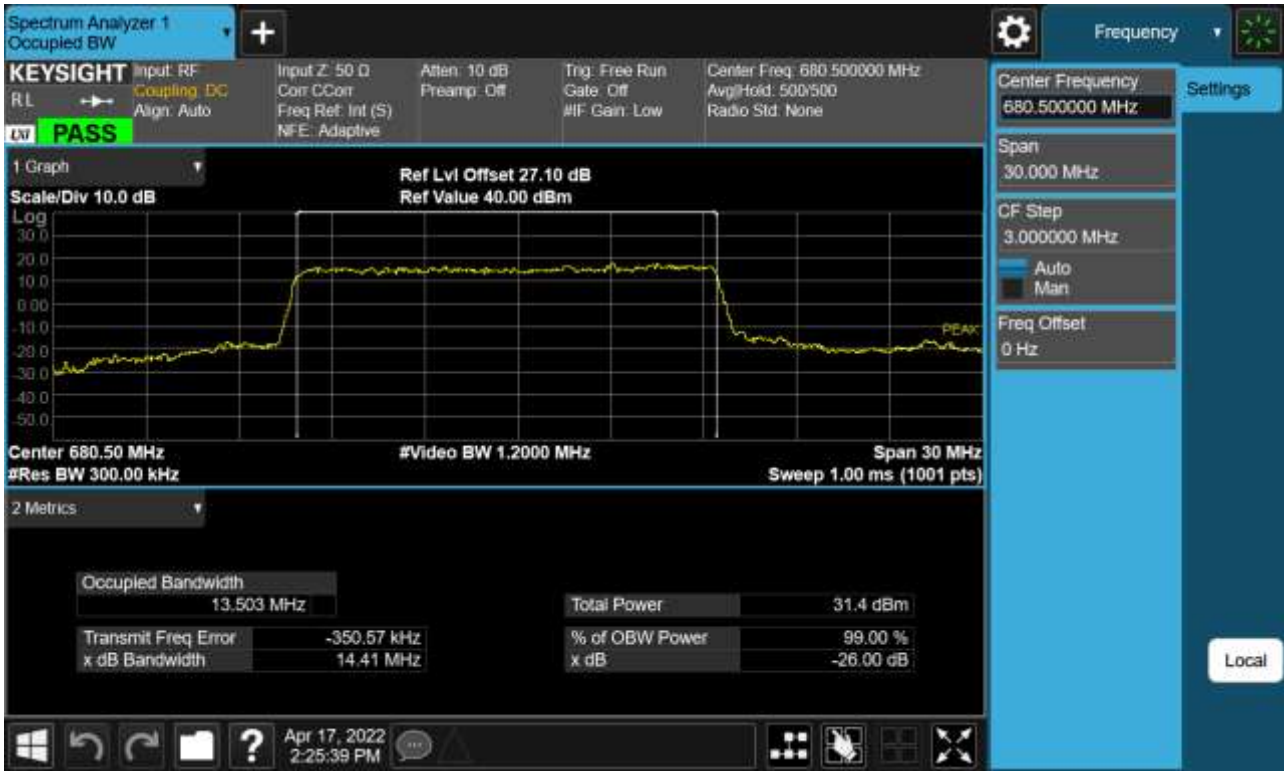 Spectrum Analyzer 1
Occupied BW
+
Frequency
KEYSIGHT
RL
PASS
Input: RF
Coupling: DC
Align: Auto
Input Z: 50 Ω
Corr CCorr
Freq Ref: Int (S)
NFE: Adaptive
Atten: 10 dB
Preamp: Off
Trig: Free Run
Gate: Off
#IF Gain: Low
Center Freq: 680.500000 MHz
Avg|Hold: 500/500
Radio Std: None
1 Graph
Scale/Div 10.0 dB
Ref Lvl Offset 27.10 dB
Ref Value 40.00 dBm
Log
30.0
20.0
10.0
0.00
-10.0
-20.0
-30.0
-40.0
-50.0
PEAK
Center 680.50 MHz
#Res BW 300.00 kHz
#Video BW 1.2000 MHz
Span 30 MHz
Sweep 1.00 ms (1001 pts)
2 Metrics
Occupied Bandwidth
13.503 MHz
Transmit Freq Error -350.57 kHz
x dB Bandwidth 14.41 MHz
Total Power 31.4 dBm
% of OBW Power 99.00 %
x dB -26.00 dB
Center Frequency
680.500000 MHz
Span
30.000 MHz
CF Step
3.000000 MHz
Auto
Man
Freq Offset
0 Hz
Settings
Local
?
Apr 17, 2022
2:25:39 PM